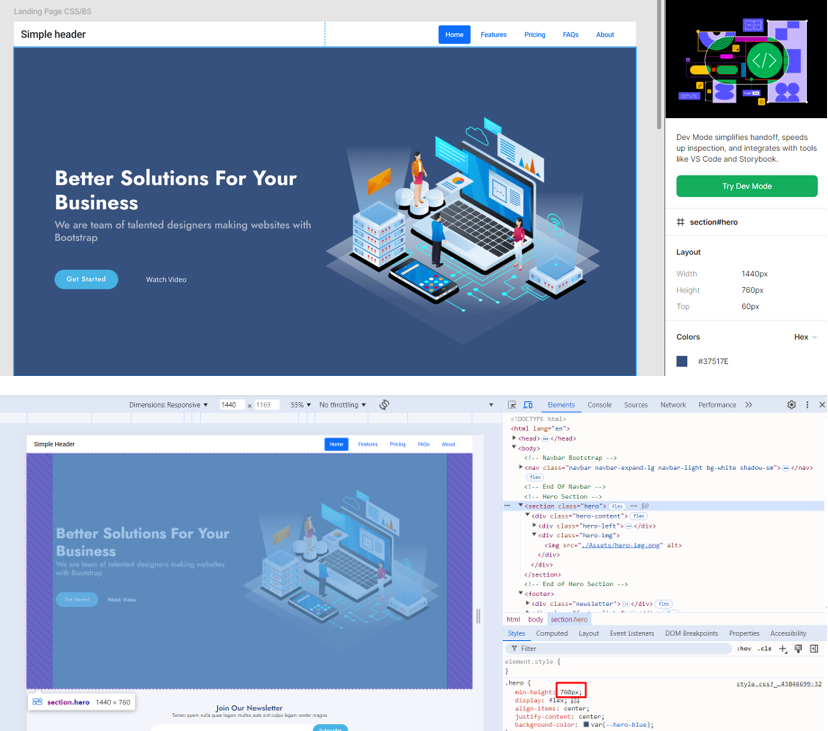 Landing Page CSS/BS
Simple header
Home Features Pricing FAQs About
Better Solutions For Your
Business
We are team of talented designers making websites with
Bootstrap
Get Started Watch Video
Dev Mode simplifies handoff, speeds
up inspection, and integrates with tools
like VS Code and Storybook.
Try Dev Mode
section#hero
Layout
Width 1440px
Height 760px
Top 60px
Colors Hex
#37517E
Dimensions: Responsive 1440 x 1169 55% No throttling
Simple Header
Home Features Pricing FAQs About
Better Solutions For Your
Business
We are team of talented designers making websites
with Bootstrap
Get Started Watch Video
section.hero 1440 × 760
Join Our Newsletter
Tamen quem nulla quae legam multos aute sint culpa legam noster magna
Subscribe
Elements Console Sources Network Performance
<!DOCTYPE html>
<html lang="en">
<head> </head>
<body>
<!-- Navbar Bootstrap -->
<nav class="navbar navbar-expand-lg navbar-light bg-white shadow-sm"> </nav>
flex
<!-- End Of Navbar -->
<!-- Hero Section -->
<section class="hero"> flex == $0
<div class="hero-content"> flex
<div class="hero-left"> </div>
<div class="hero-img">
<img src="./Assets/hero-img.png" alt>
</div>
</div>
</section>
<!-- End of Hero Section -->
<footer>
<div class="newsletter"> </div> flex
html body section.hero
Styles Computed Layout Event Listeners DOM Breakpoints Properties Accessibility
Filter :hov .cls
element.style {
}
.hero { style.css?_…43846699:32
min-height: 760px;
display: flex;
align-items: center;
justify-content: center;
background-color: var(--hero-blue);